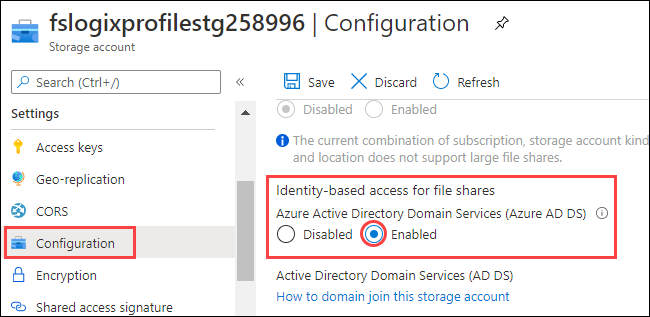 fslogixprofilestg258996 | Configuration
Storage account
Search (Ctrl+/)
«
Save
Discard
Refresh
Settings
Access keys
Geo-replication
CORS
Configuration
Encryption
Shared access signature
Disabled
Enabled
The current combination of subscription, storage account kind
and location does not support large file shares.
Identity-based access for file shares
Azure Active Directory Domain Services (Azure AD DS)
Disabled
Enabled
Active Directory Domain Services (AD DS)
How to domain join this storage account